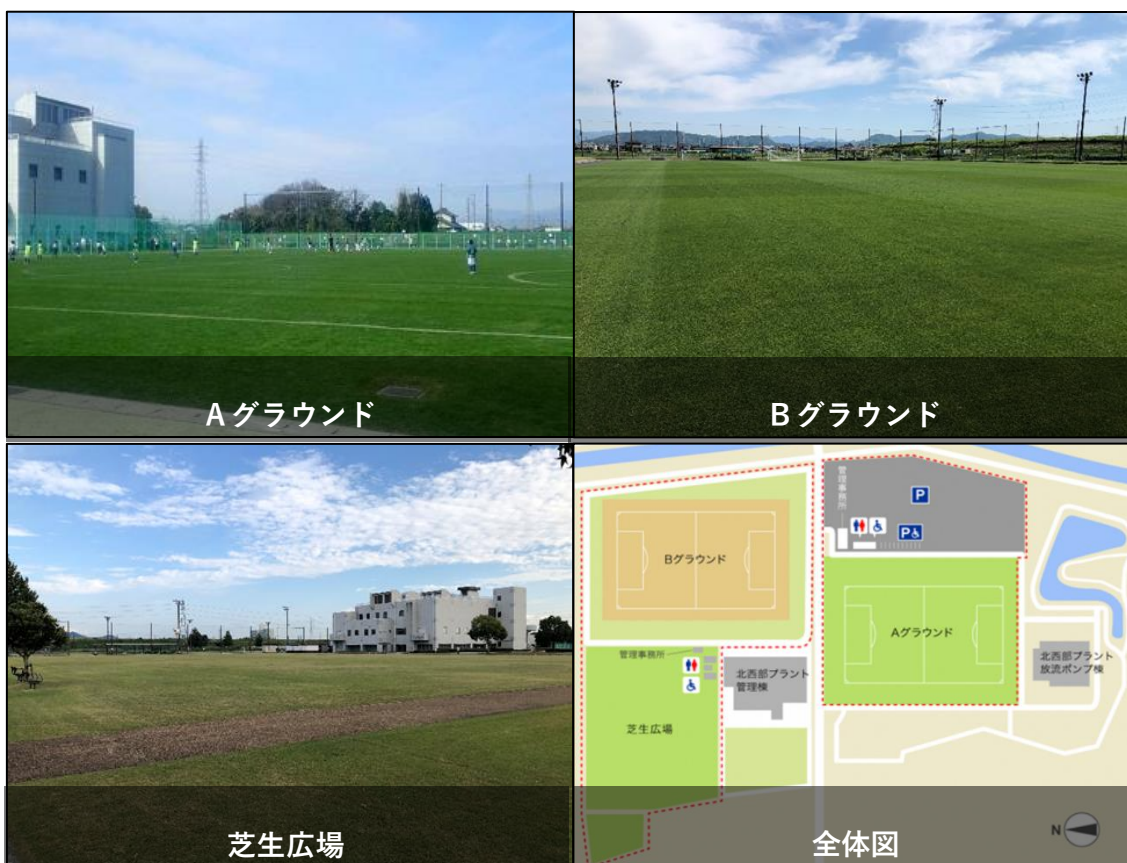 Aグラウンド
Bグラウンド
芝生広場
管理事務所
P
P
Bグラウンド
Aグラウンド
管理事務所
北西部プラント
管理棟
北西部プラント
放流ポンプ棟
芝生広場
N
全体図